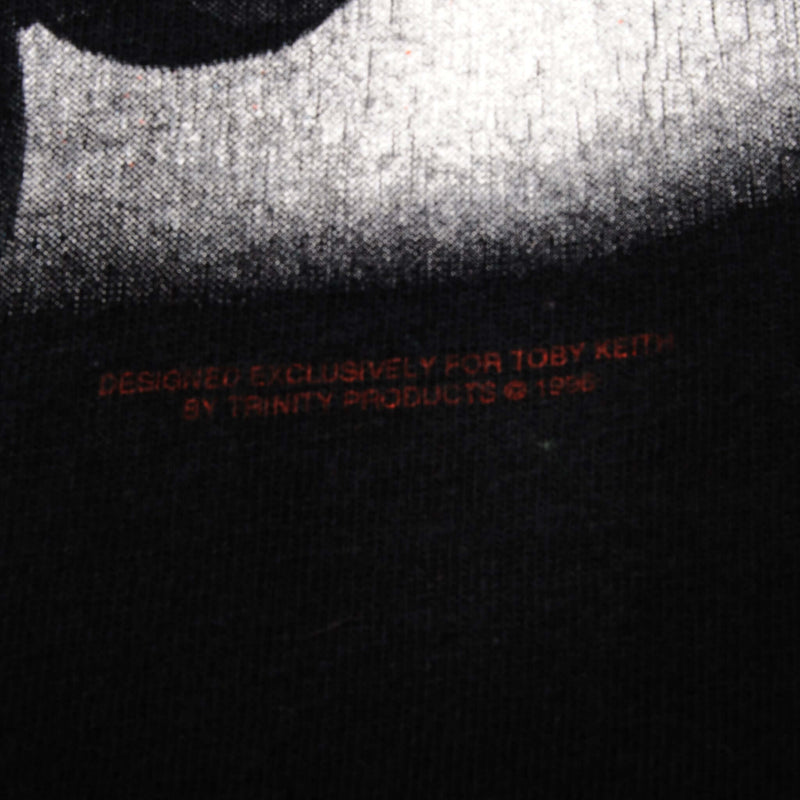 DESIGNED EXCLUSIVELY FOR TOBY KEITH
BY TRINITY PRODUCTS © 1996